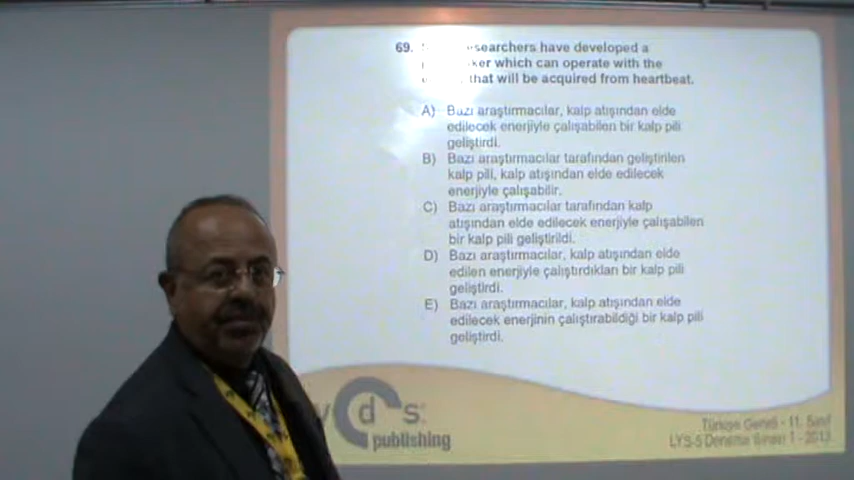 69. researchers have developed a
which can operate with the
that will be acquired from heartbeat.
A) Bazı araştırmacılar, kalp atışından elde
edilecek enerjiyle çalışabilen bir kalp pili
geliştirdi.
B) Bazı araştırmacılar tarafından geliştirilen
kalp pili, kalp atışından elde edilecek
enerjiyle çalışabilir.
C) Bazı araştırmacılar tarafından kalp
atışından elde edilecek enerjiyle çalışabilen
bir kalp pili geliştirildi.
D) Bazı araştırmacılar, kalp atışından elde
edilen enerjiyle çalıştırdıkları bir kalp pili
geliştirdi.
E) Bazı araştırmacılar, kalp atışından elde
edilecek enerjinin çalıştırabildiği bir kalp pili
geliştirdi.
yds
publishing
Türkiye Geneli - 11. Sınıf
LYS-5 Deneme Sınavı 1 - 2013